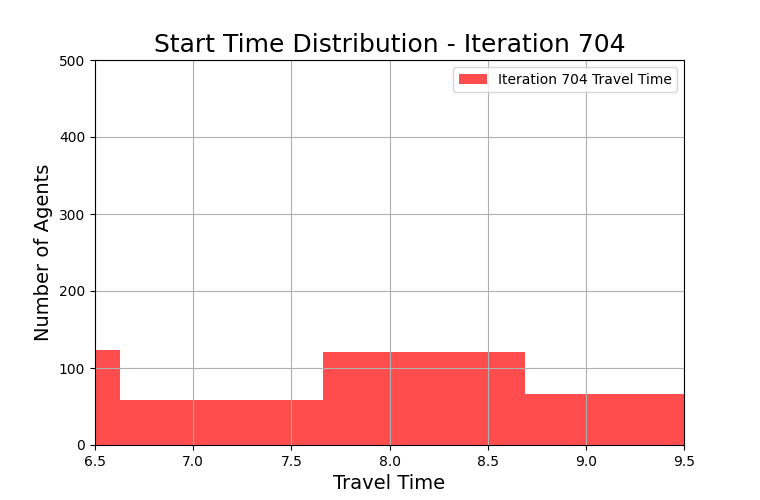 Start Time Distribution - Iteration 704
500
400
300
200
100
0
Number of Agents
Iteration 704 Travel Time
6.5 7.0 7.5 8.0 8.5 9.0 9.5
Travel Time